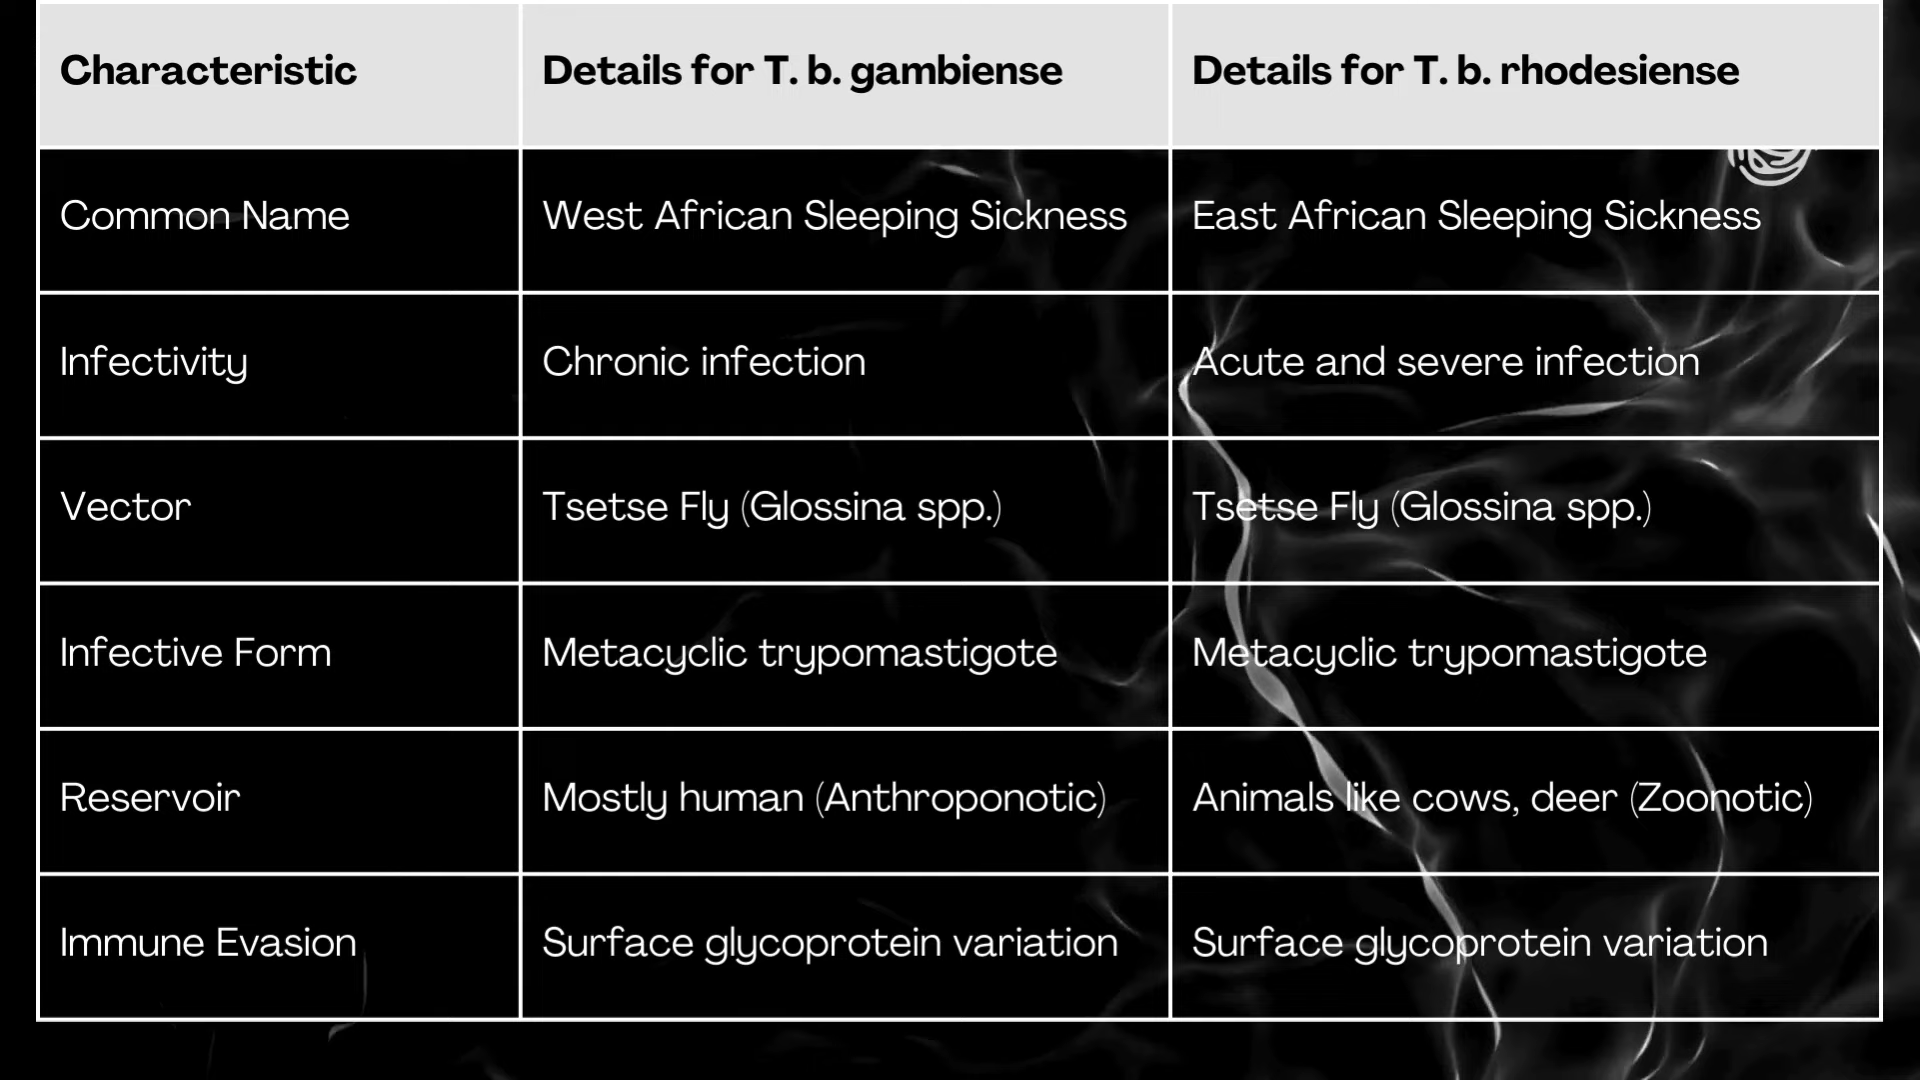 Characteristic Details for T. b. gambiense Details for T. b. rhodesiense
Common Name West African Sleeping Sickness East African Sleeping Sickness
Infectivity Chronic infection Acute and severe infection
Vector Tsetse Fly (Glossina spp.) Tsetse Fly (Glossina spp.)
Infective Form Metacyclic trypomastigote Metacyclic trypomastigote
Reservoir Mostly human (Anthroponotic) Animals like cows, deer (Zoonotic)
Immune Evasion Surface glycoprotein variation Surface glycoprotein variation